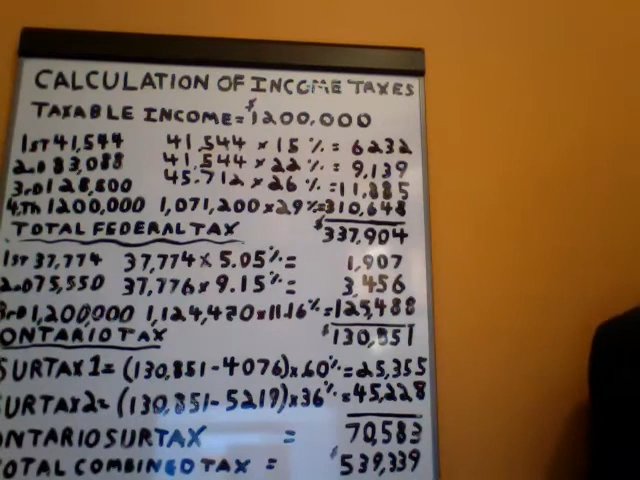 CALCULATION OF INCOME TAXES
TAXABLE INCOME = $1200,000
1ST 41,544 41,544 × 15 % = 6232
2ND 83,088 41,544 × 22 % = 9,139
3RD 128,800 45,712 × 26 % = 11,885
4.TH 1200,000 1,071,200 × 29 % = 310,648
TOTAL FEDERAL TAX $337,904
1ST 37,774 37,774 × 5.05 % = 1,907
2ND 75,550 37,776 × 9.15 % = 3,456
3RD 1,200000 1,124,450 × 11.16 % = 125,488
ONTARIO TAX $130,851
SURTAX 1 = (130,851 - 4076) × 60 % = 25,355
SURTAX 2 = (130,851 - 5219) × 36 % = 45,228
ONTARIO SURTAX = 70,583
TOTAL COMBINED TAX = $539,339